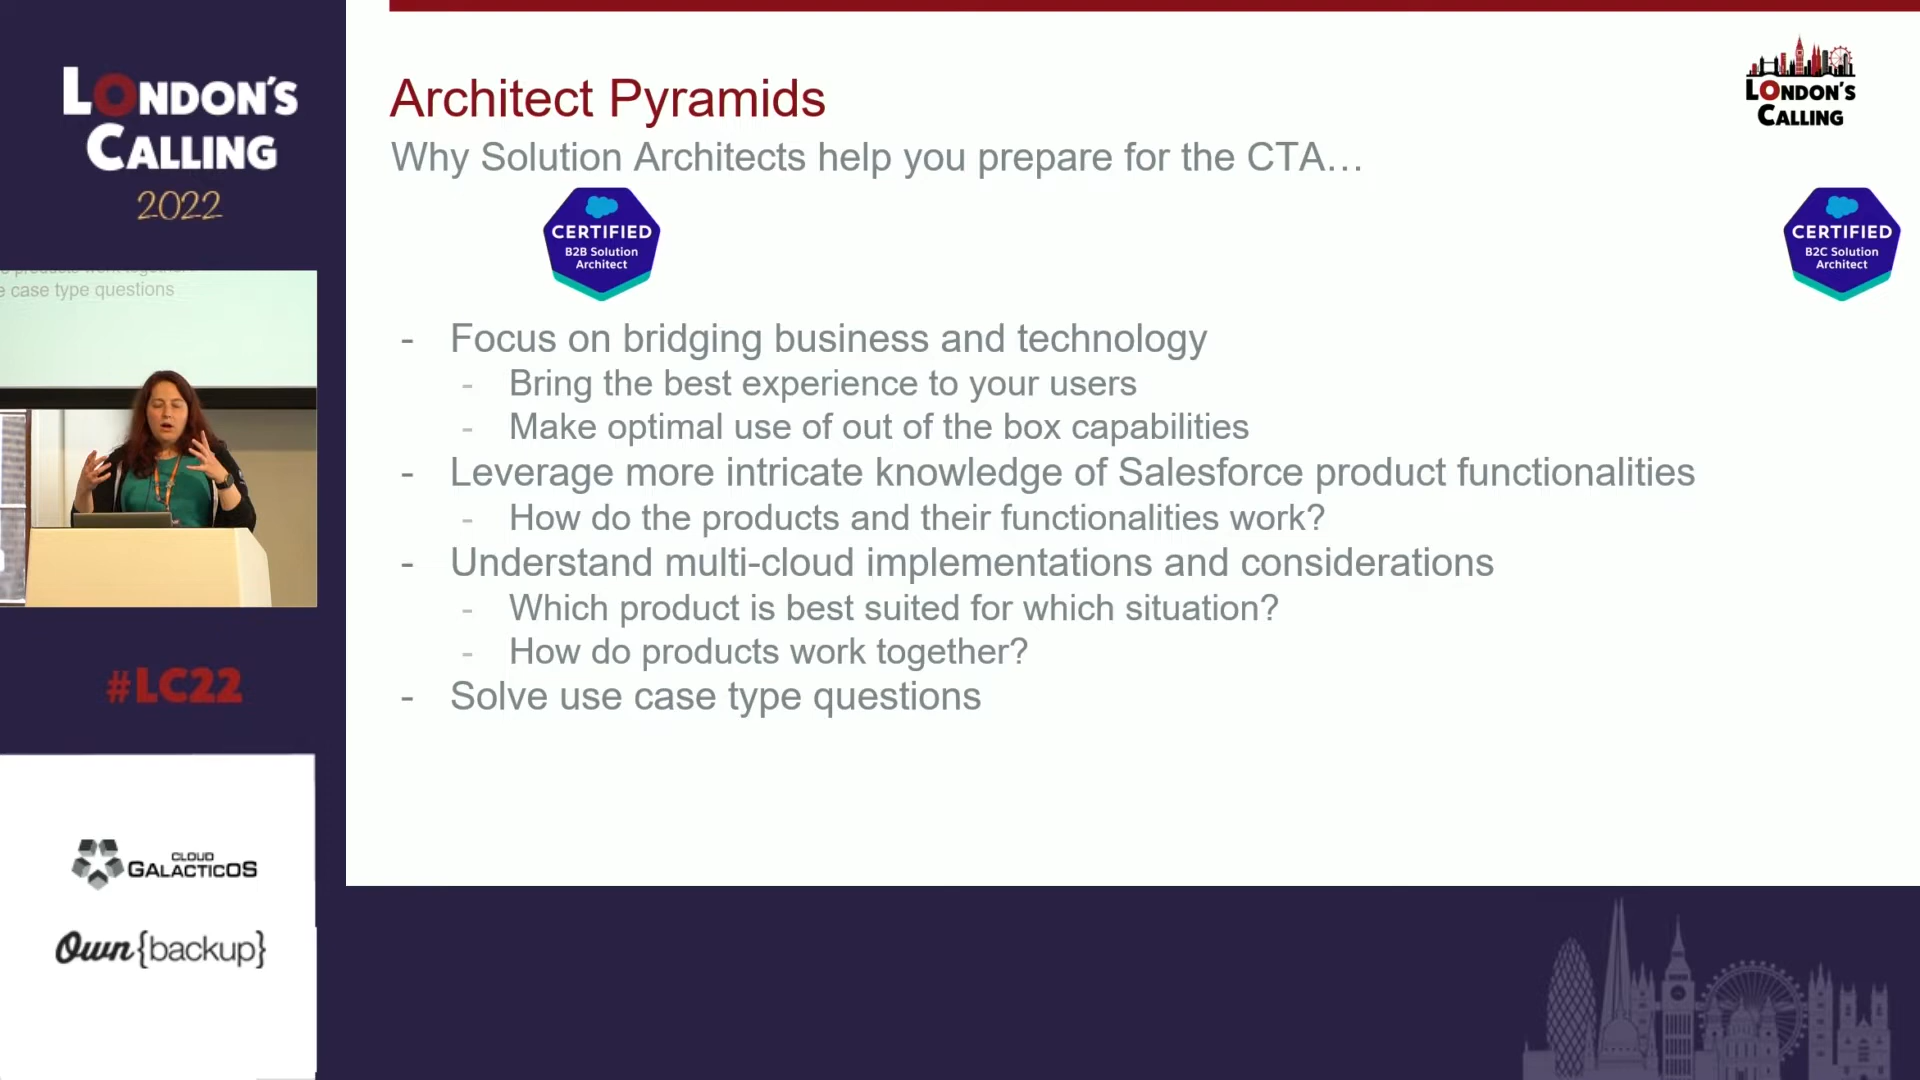 LONDON'S
CALLING
2022
e case type questions
#LC22
CLOUD
GALACTICOS
Own{backup}
Architect Pyramids
Why Solution Architects help you prepare for the CTA…
LONDON'S
CALLING
CERTIFIED
B2B Solution
Architect
CERTIFIED
B2C Solution
Architect
- Focus on bridging business and technology
- Bring the best experience to your users
- Make optimal use of out of the box capabilities
- Leverage more intricate knowledge of Salesforce product functionalities
- How do the products and their functionalities work?
- Understand multi-cloud implementations and considerations
- Which product is best suited for which situation?
- How do products work together?
- Solve use case type questions